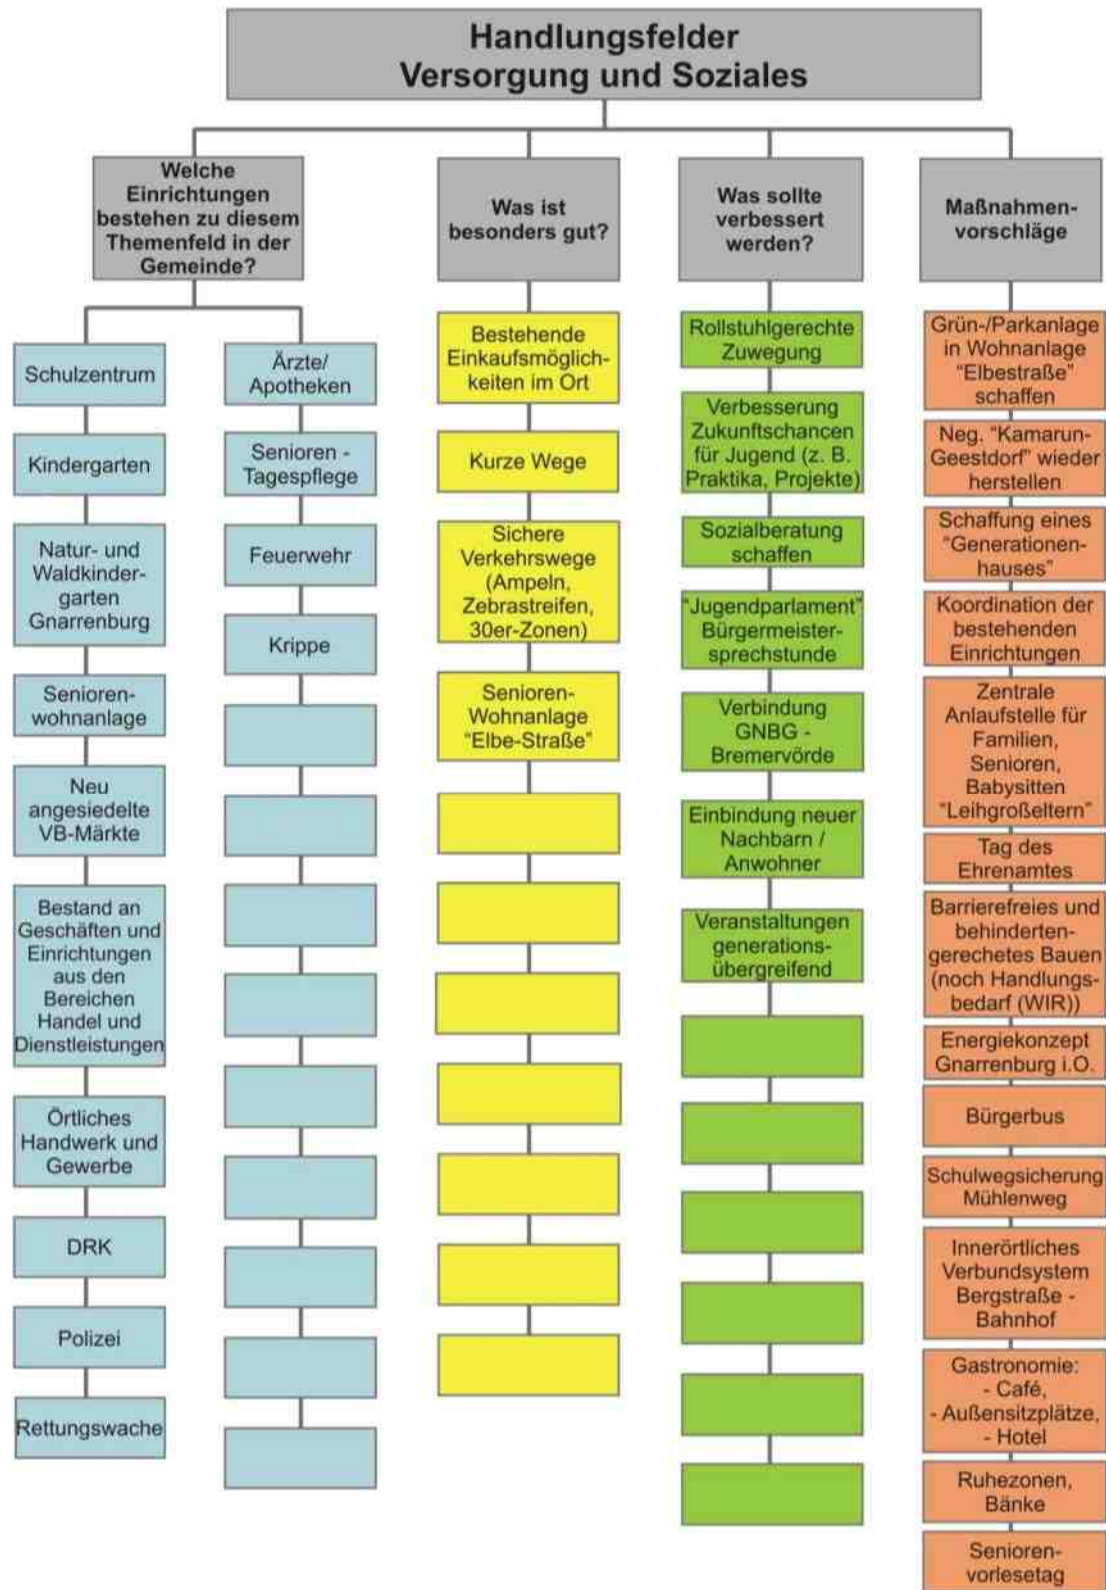 Handlungsfelder
Versorgung und Soziales
Welche
Einrichtungen
bestehen zu diesem
Themenfeld in der
Gemeinde?
Schulzentrum
Kindergarten
Natur- und
Waldkinder-
garten
Gnarrenburg
Senioren-
wohnanlage
Neu
angesiedelte
VB-Märkte
Bestand an
Geschäften und
Einrichtungen
aus den
Bereichen
Handel und
Dienstleistungen
Örtliches
Handwerk und
Gewerbe
DRK
Polizei
Rettungswache
Ärzte/
Apotheken
Senioren -
Tagespflege
Feuerwehr
Krippe
Was ist
besonders gut?
Bestehende
Einkaufsmöglich-
keiten im Ort
Kurze Wege
Sichere
Verkehrswege
(Ampeln,
Zebrastreifen,
30er-Zonen)
Senioren-
Wohnanlage
"Elbe-Straße"
Was sollte
verbessert
werden?
Rollstuhlgerechte
Zuwegung
Verbesserung
Zukunftschancen
für Jugend (z. B.
Praktika, Projekte)
Sozialberatung
schaffen
"Jugendparlament"
Bürgermeister-
sprechstunde
Verbindung
GNBG -
Bremervörde
Einbindung neuer
Nachbarn /
Anwohner
Veranstaltungen
generations-
übergreifend
Maßnahmen-
vorschläge
Grün-/Parkanlage
in Wohnanlage
"Elbestraße"
schaffen
Neg. "Kamarun-
Geestdorf" wieder
herstellen
Schaffung eines
"Generationen-
hauses"
Koordination der
bestehenden
Einrichtungen
Zentrale
Anlaufstelle für
Familien,
Senioren,
Babysitten
"Leihgroßeltern"
Tag des
Ehrenamtes
Barrierefreies und
behinderten-
gerechetes Bauen
(noch Handlungs-
bedarf (WIR))
Energiekonzept
Gnarrenburg i.O.
Bürgerbus
Schulwegsicherung
Mühlenweg
Innerörtliches
Verbundsystem
Bergstraße -
Bahnhof
Gastronomie:
- Café,
- Außensitzplätze,
- Hotel
Ruhezonen,
Bänke
Senioren-
vorlesetag